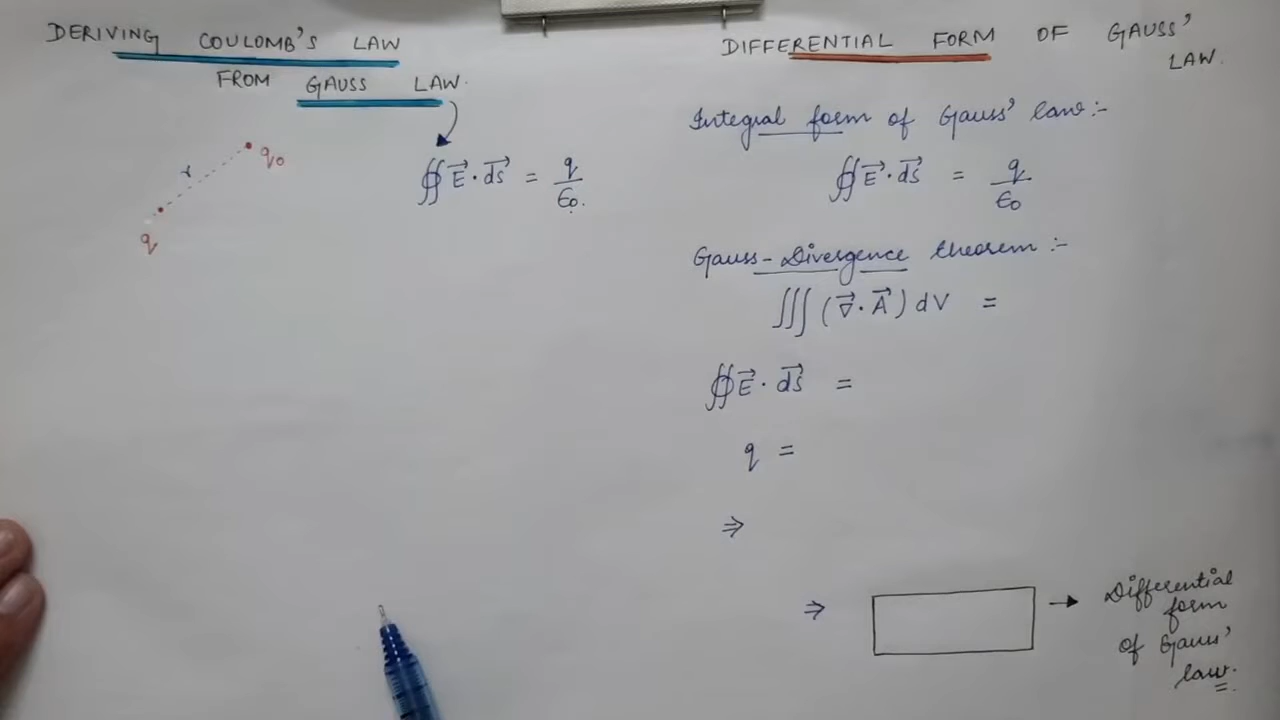 DERIVING COULOMB'S LAW
FROM GAUSS LAW.
r
q₀
q
∯ E⃗ · ds⃗ = q/ε₀.
DIFFERENTIAL FORM OF GAUSS'
LAW.
Integral form of Gauss' law :-
∯ E⃗ · ds⃗ = q/ε₀
Gauss-Divergence theorem :-
∭ (∇⃗ · A⃗) dV =
∯ E⃗ · ds⃗ =
q =
⇒
⇒ → Differential
form
of Gauss'
law.